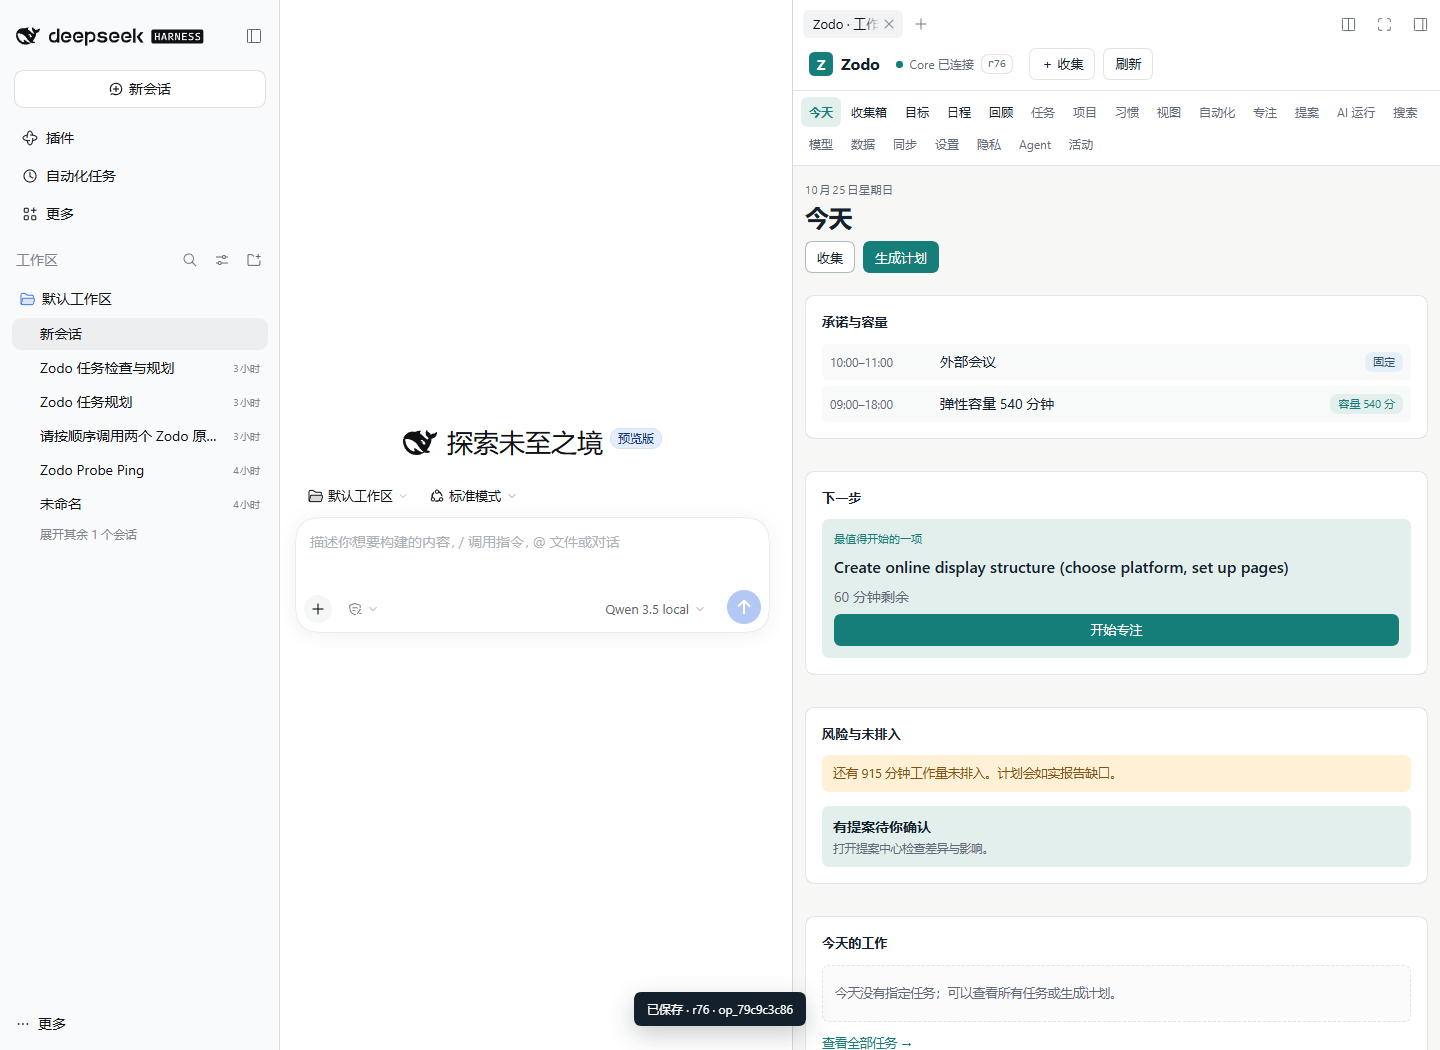 deepseek HARNESS
新会话
插件
自动化任务
更多
工作区
默认工作区
新会话
Zodo 任务检查与规划 3 小时
Zodo 任务规划 3 小时
请按顺序调用两个 Zodo 原... 3 小时
Zodo Probe Ping 4 小时
未命名 4 小时
展开其余 1 个会话
更多
探索未至之境 预览版
默认工作区 标准模式
描述你想要构建的内容, / 调用指令, @ 文件或对话
Qwen 3.5 local
已保存 · r76 · op_79c9c3c86
Zodo · 工作
Z Zodo Core 已连接 r76 + 收集 刷新
今天 收集箱 目标 日程 回顾 任务 项目 习惯 视图 自动化 专注 提案 AI 运行 搜索
模型 数据 同步 设置 隐私 Agent 活动
10月25日星期日
今天
收集 生成计划
承诺与容量
10:00–11:00 外部会议 固定
09:00–18:00 弹性容量 540 分钟 容量 540 分
下一步
最值得开始的一项
Create online display structure (choose platform, set up pages)
60 分钟剩余
开始专注
风险与未排入
还有 915 分钟工作量未排入。计划会如实报告缺口。
有提案待你确认
打开提案中心检查差异与影响。
今天的工作
今天没有指定任务；可以查看所有任务或生成计划。
查看全部任务 →